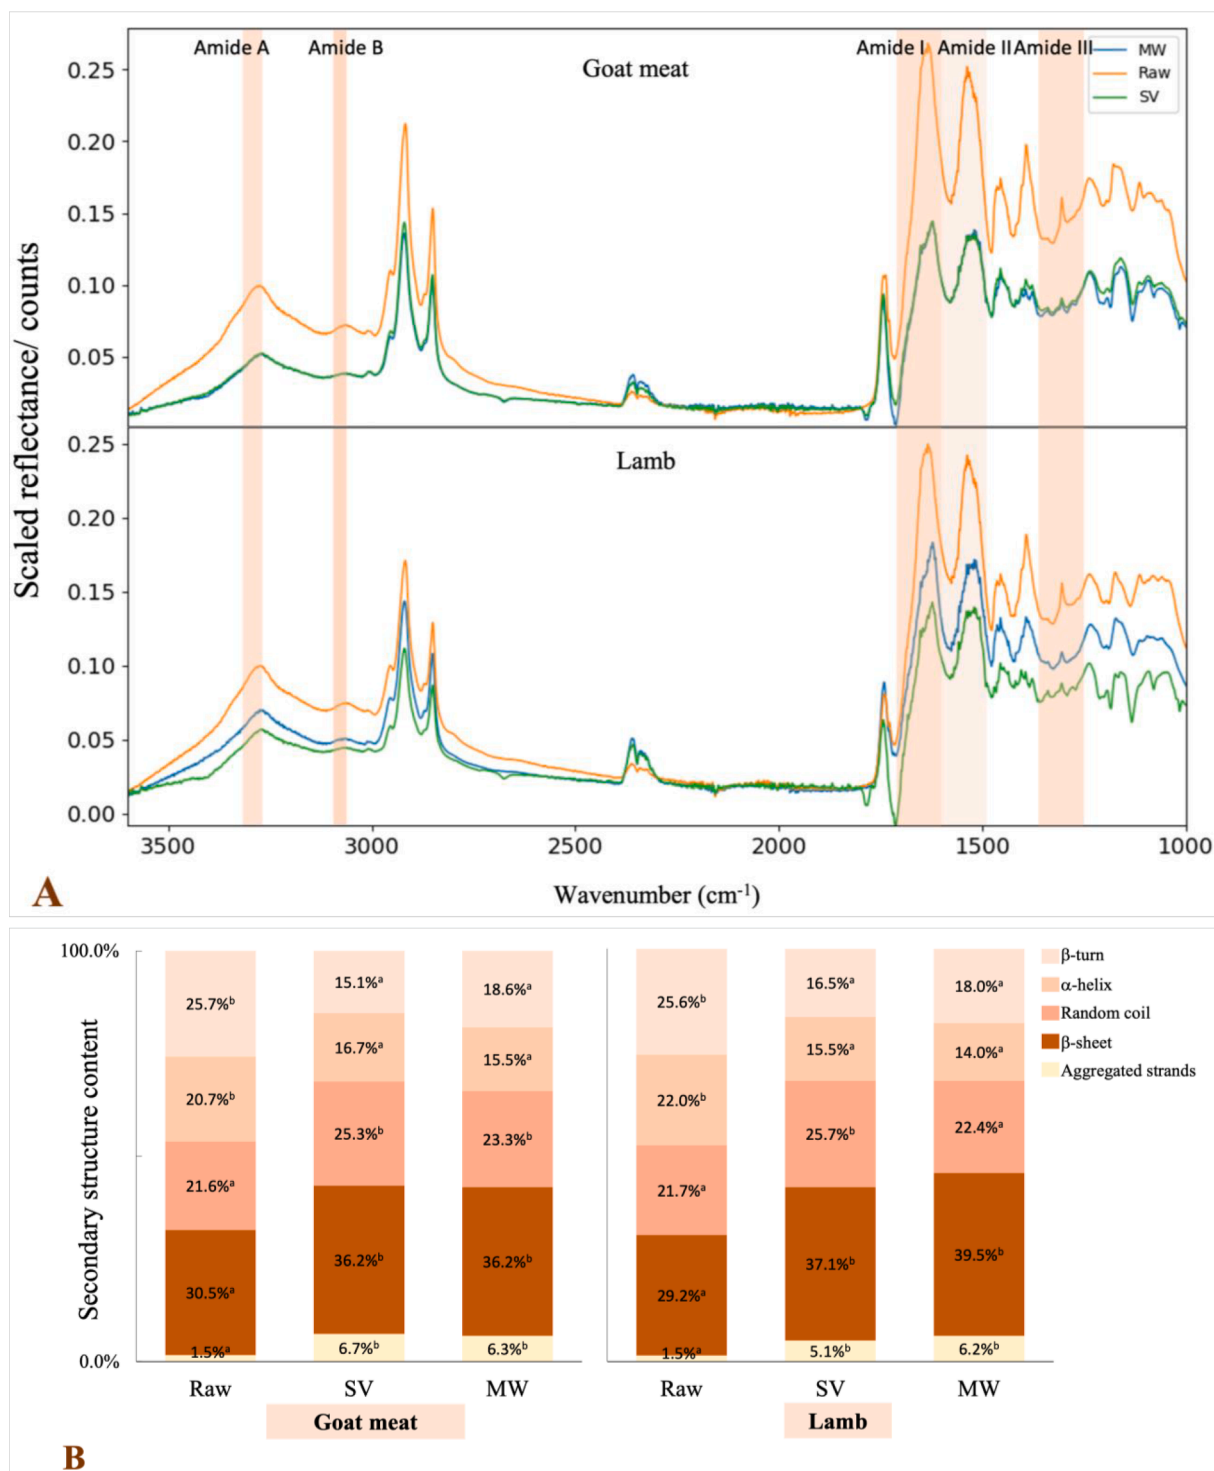 Amide A
Amide B
Amide I
Amide II
Amide III
Goat meat
MW
Raw
SV
0.25
0.20
0.15
0.10
0.05
Lamb
0.25
0.20
0.15
0.10
0.05
0.00
Scaled reflectance/ counts
3500
3000
2500
2000
1500
1000
Wavenumber (cm⁻¹)
A
100.0%
0.0%
Secondary structure content
25.7%ᵇ
20.7%ᵇ
21.6%ᵃ
30.5%ᵃ
1.5%ᵃ
15.1%ᵃ
16.7%ᵃ
25.3%ᵇ
36.2%ᵇ
6.7%ᵇ
18.6%ᵃ
15.5%ᵃ
23.3%ᵇ
36.2%ᵇ
6.3%ᵇ
25.6%ᵇ
22.0%ᵇ
21.7%ᵃ
29.2%ᵃ
1.5%ᵃ
16.5%ᵃ
15.5%ᵃ
25.7%ᵇ
37.1%ᵇ
5.1%ᵇ
18.0%ᵃ
14.0%ᵃ
22.4%ᵃ
39.5%ᵇ
6.2%ᵇ
β-turn
α-helix
Random coil
β-sheet
Aggregated strands
Raw
SV
MW
Raw
SV
MW
Goat meat
Lamb
B